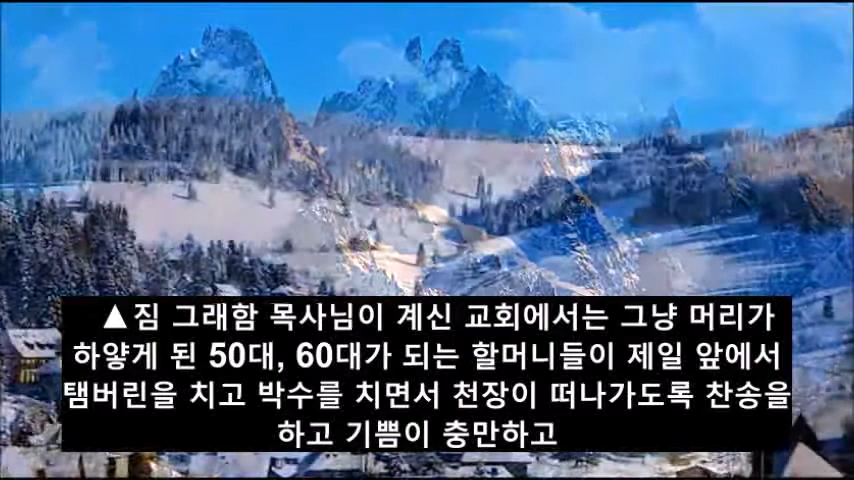 ▲짐 그래함 목사님이 계신 교회에서는 그냥 머리가
하얗게 된 50대, 60대가 되는 할머니들이 제일 앞에서
탬버린을 치고 박수를 치면서 천장이 떠나가도록 찬송을
하고 기쁨이 충만하고